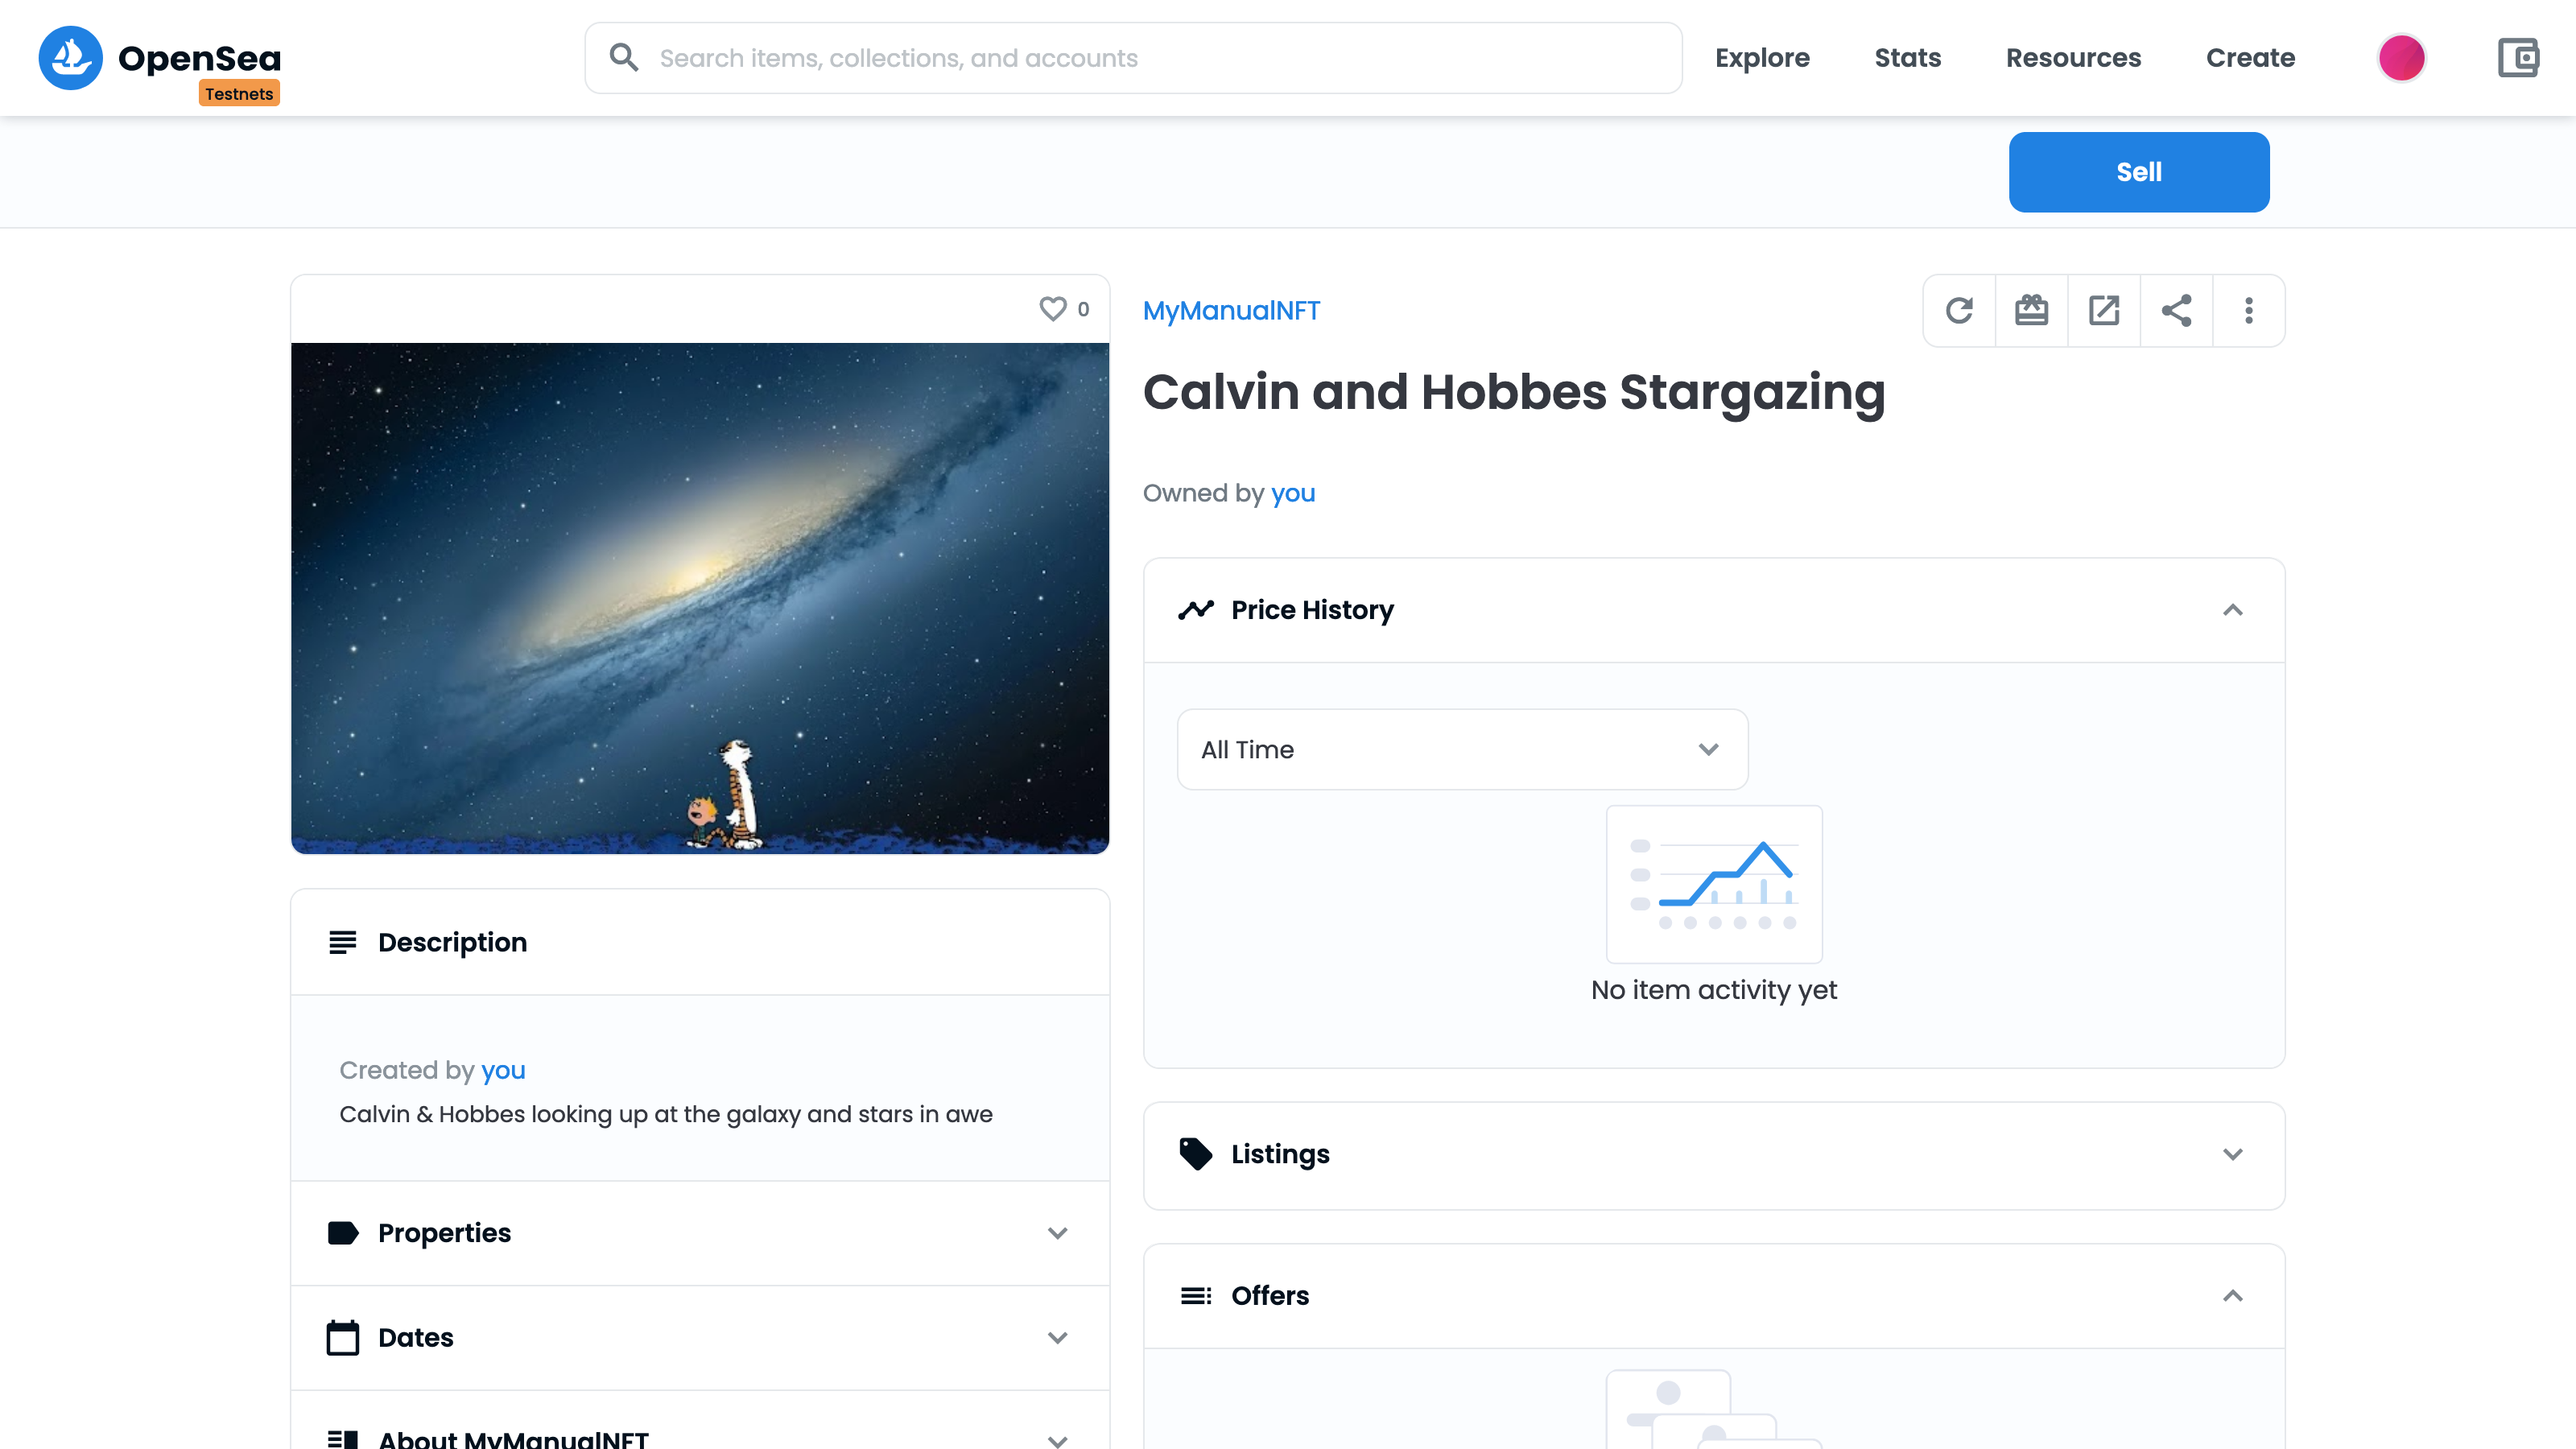 OpenSea
Testnets
Search items, collections, and accounts
Explore
Stats
Resources
Create
Sell
0
MyManualNFT
Calvin and Hobbes Stargazing
Owned by you
Price History
All Time
No item activity yet
Description
Created by you
Calvin & Hobbes looking up at the galaxy and stars in awe
Properties
Dates
About MyManualNFT
Listings
Offers